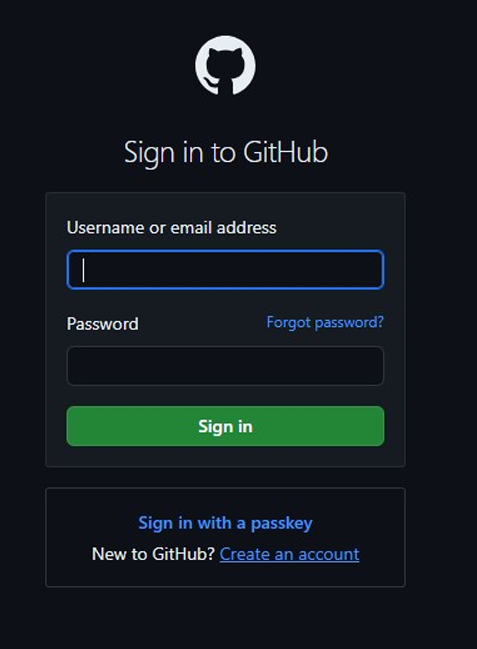 Sign in to GitHub
Username or email address
Password Forgot password?
Sign in
Sign in with a passkey
New to GitHub? Create an account